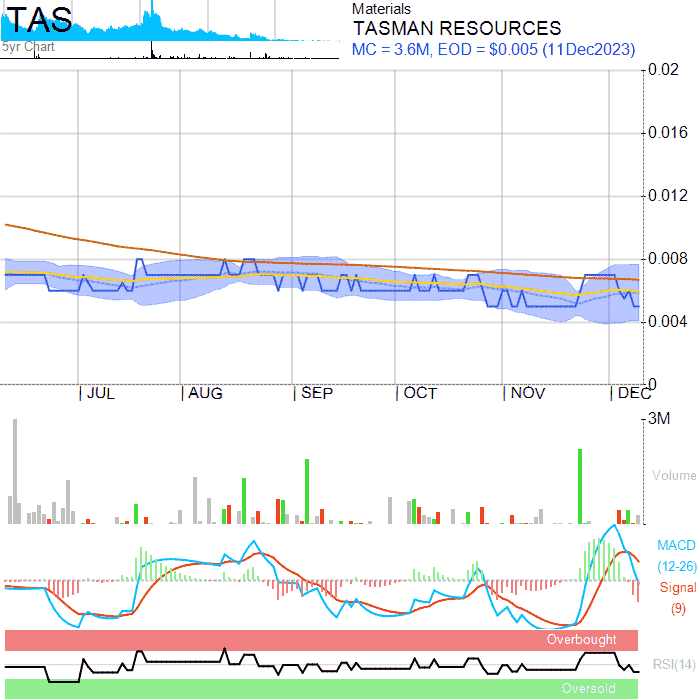 TAS
5yr Chart
Materials
TASMAN RESOURCES
MC = 3.6M, EOD = $0.005 (11Dec2023)
0.02
0.016
0.012
0.008
0.004
0
JUL AUG SEP OCT NOV DEC
3M
Volume
MACD
(12-26)
Signal
(9)
Overbought
RSI(14)
Oversold